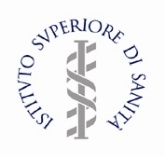 ISTITVTO SVPERIORE DI SANITÀ